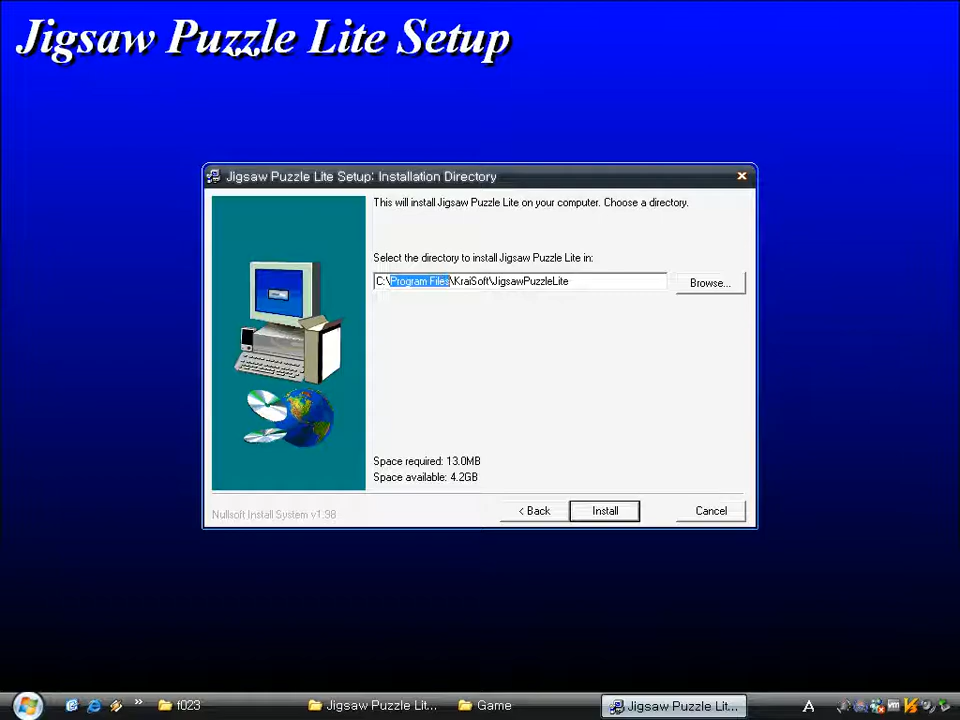 Jigsaw Puzzle Lite Setup
Jigsaw Puzzle Lite Setup: Installation Directory
This will install Jigsaw Puzzle Lite on your computer. Choose a directory.
Select the directory to install Jigsaw Puzzle Lite in:
C:\Program Files\KraiSoft\JigsawPuzzleLite
Browse...
Space required: 13.0MB
Space available: 4.2GB
Nullsoft Install System v1.98
< Back
Install
Cancel
»
f023
Jigsaw Puzzle Lit...
Game
Jigsaw Puzzle Lit...
A